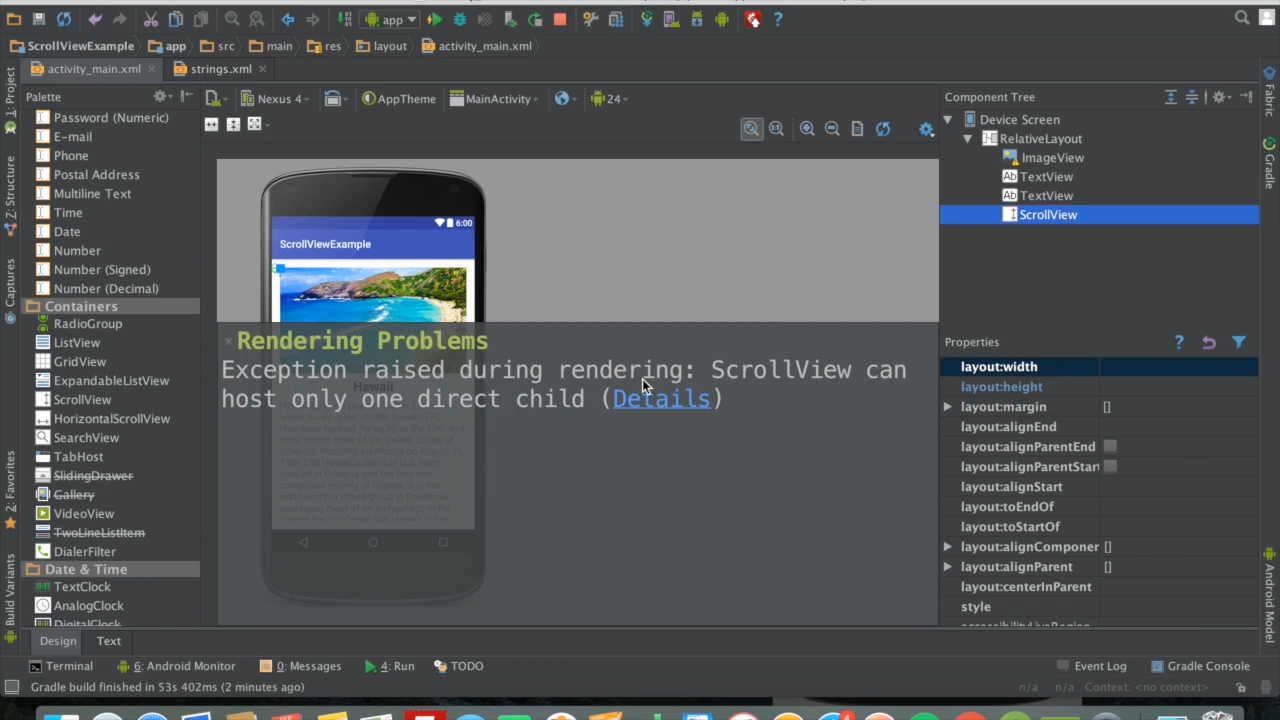 app
ScrollViewExample
app
src
main
res
layout
activity_main.xml
activity_main.xml
strings.xml
1: Project
Z: Structure
Captures
2: Favorites
Build Variants
Palette
Password (Numeric)
E-mail
Phone
Postal Address
Multiline Text
Time
Date
Number
Number (Signed)
Number (Decimal)
Containers
RadioGroup
ListView
GridView
ExpandableListView
ScrollView
HorizontalScrollView
SearchView
TabHost
SlidingDrawer
Gallery
VideoView
TwoLineListItem
DialerFilter
Date & Time
TextClock
AnalogClock
DigitalClock
Nexus 4
AppTheme
MainActivity
24
6:00
ScrollViewExample
Rendering Problems
Exception raised during rendering: ScrollView can
host only one direct child (Details)
Hawaii
Component Tree
Device Screen
RelativeLayout
ImageView
Ab TextView
Ab TextView
ScrollView
Properties
layout:width
layout:height
layout:margin []
layout:alignEnd
layout:alignParentEnd
layout:alignParentStart
layout:alignStart
layout:toEndOf
layout:toStartOf
layout:alignComponer []
layout:alignParent []
layout:centerInParent
style
accessibilityLiveRegion
Fabric
Gradle
Android Model
Design
Text
Terminal
6: Android Monitor
0: Messages
4: Run
TODO
Event Log
Gradle Console
Gradle build finished in 53s 402ms (2 minutes ago)
n/a
n/a
Context: <no context>